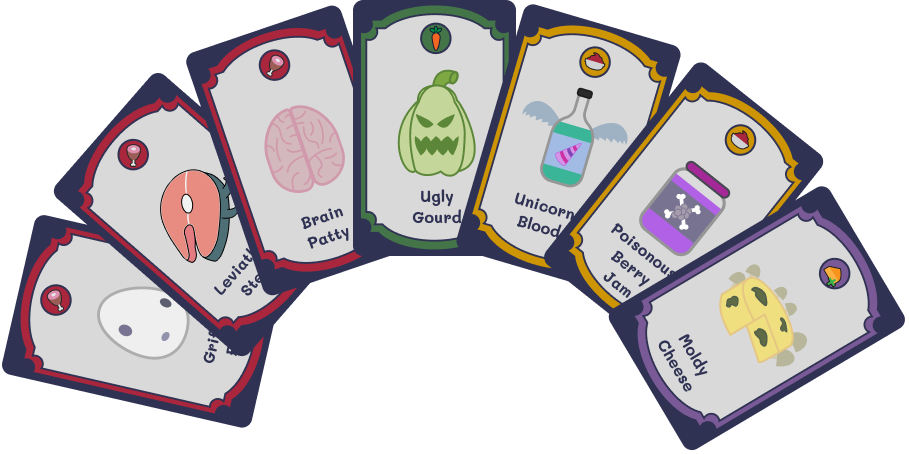 Brain
Patty
Ugly
Gourd
Unicorn
Blood
Poisonous
Berry
Jam
Moldy
Cheese